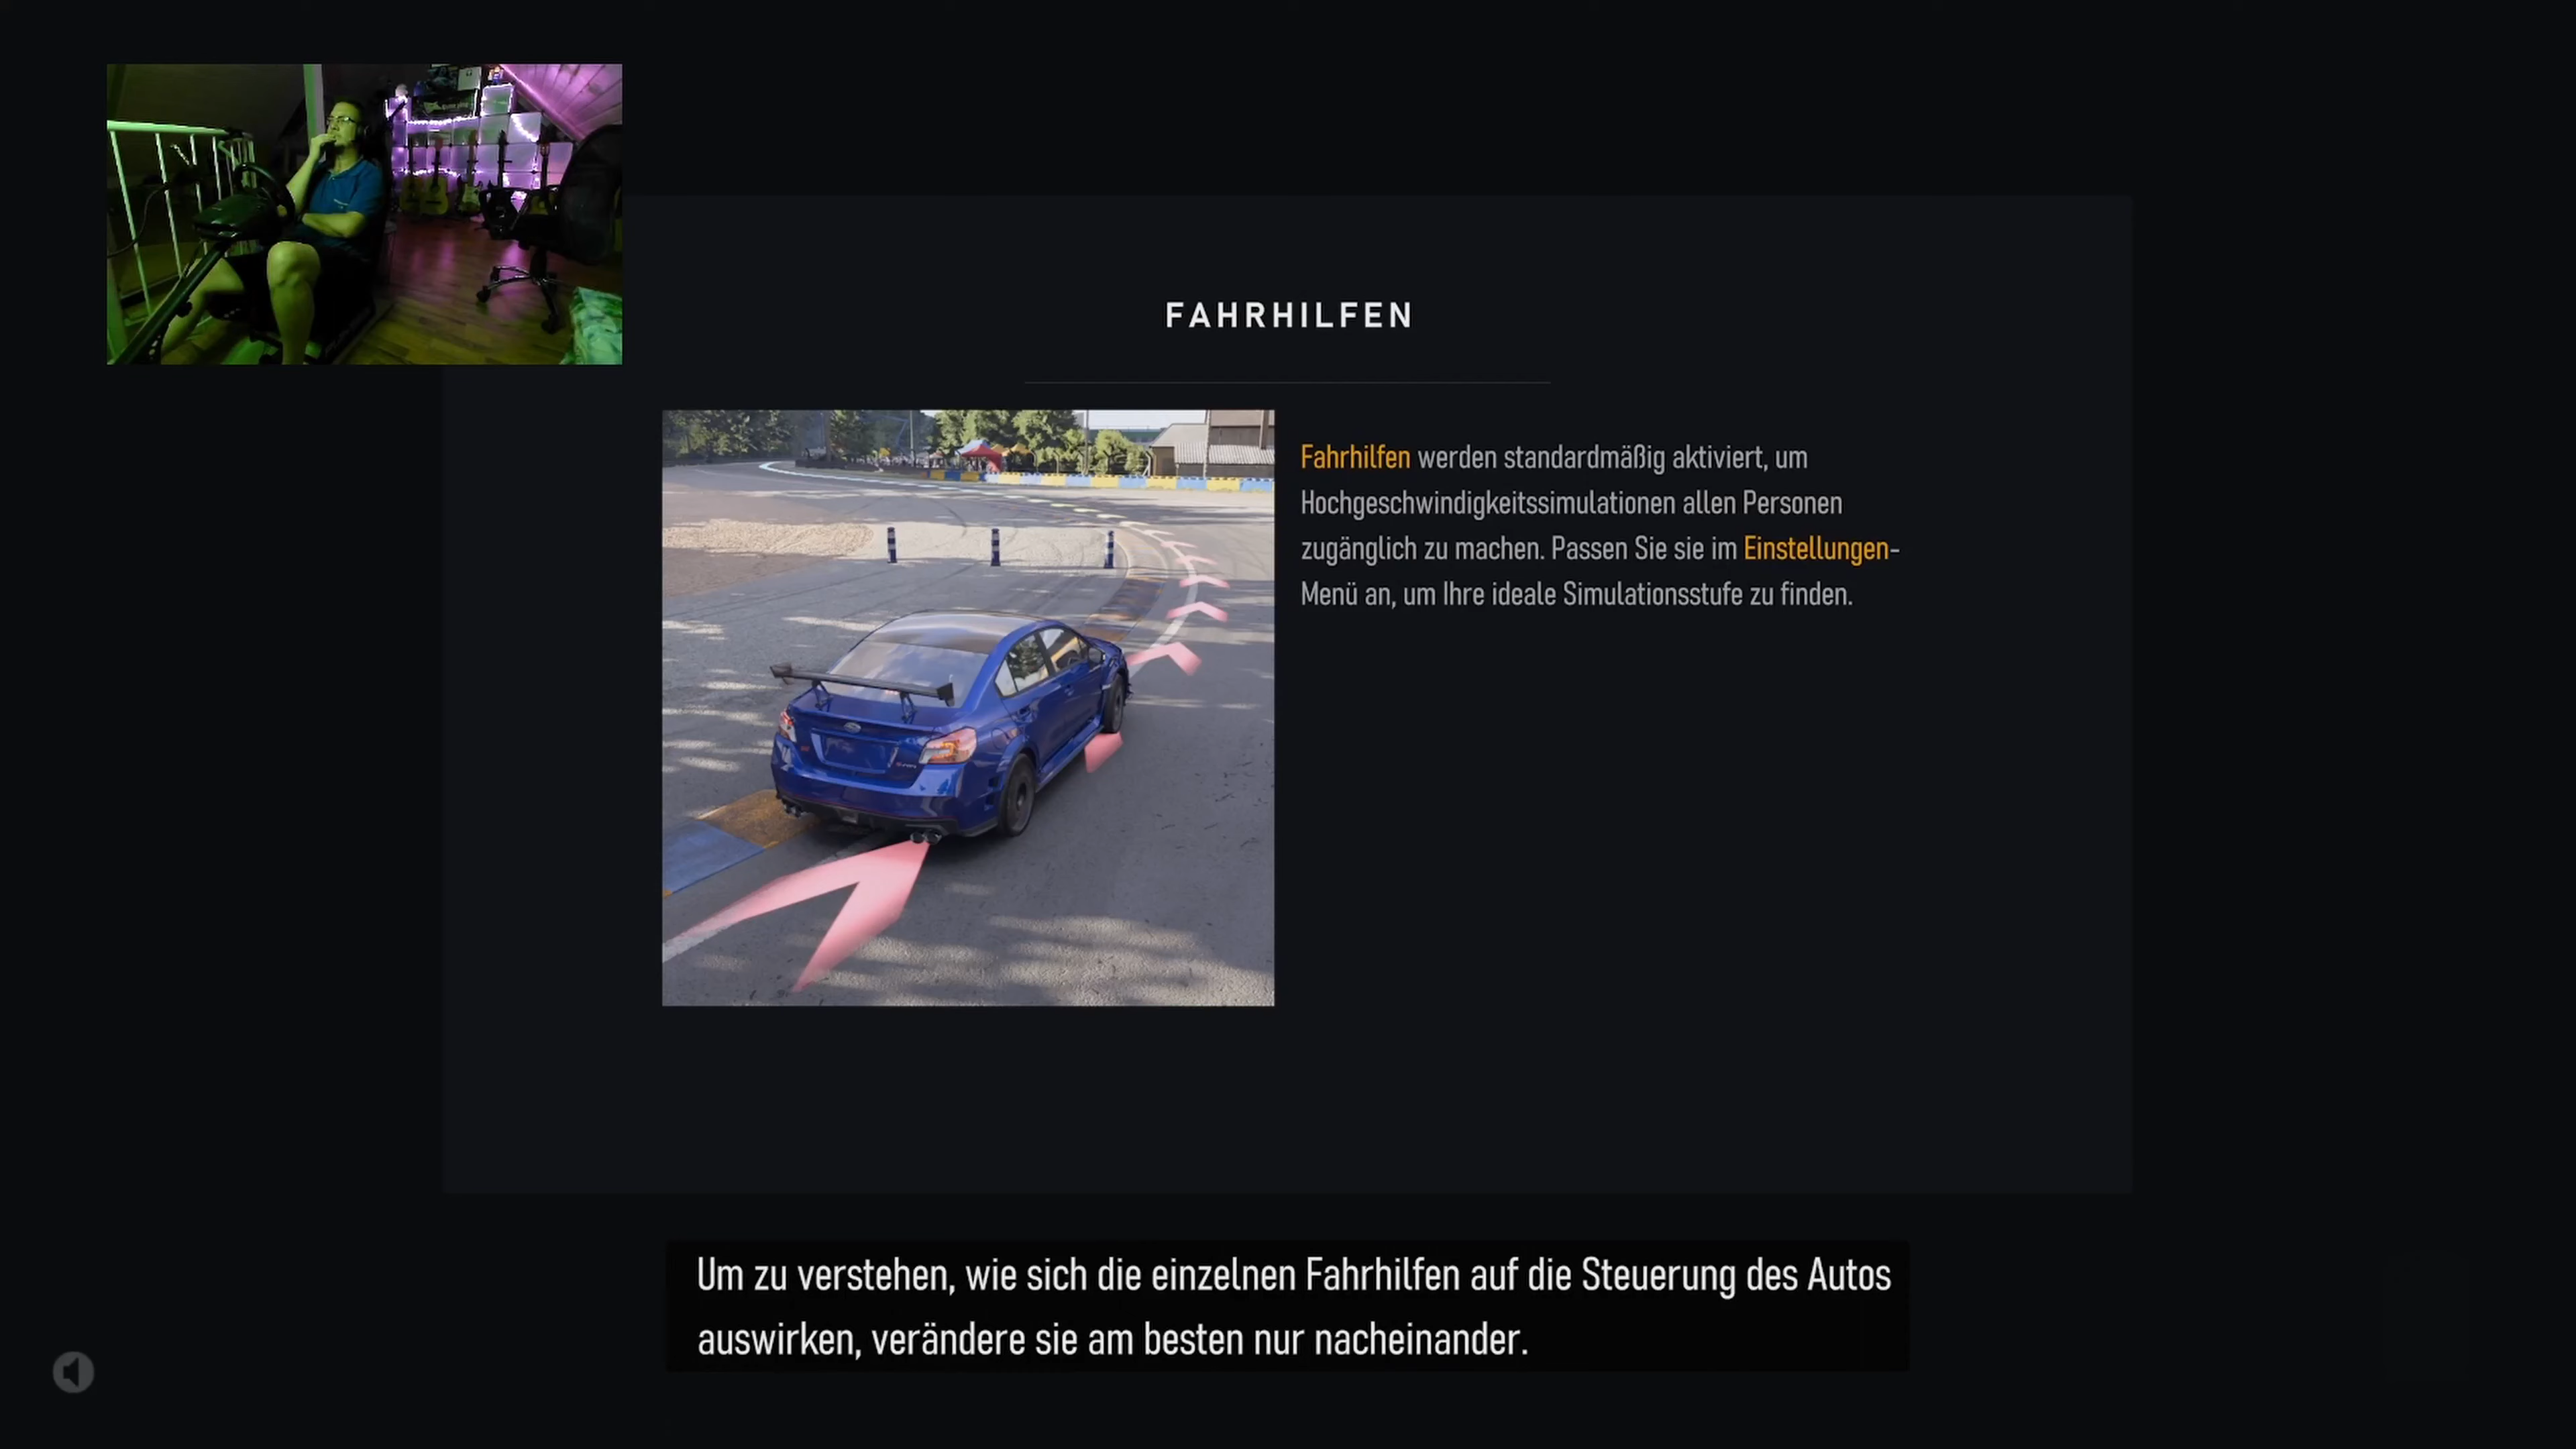 FAHRHILFEN
Fahrhilfen werden standardmäßig aktiviert, um
Hochgeschwindigkeitssimulationen allen Personen
zugänglich zu machen. Passen Sie sie im Einstellungen-
Menü an, um Ihre ideale Simulationsstufe zu finden.
Um zu verstehen, wie sich die einzelnen Fahrhilfen auf die Steuerung des Autos
auswirken, verändere sie am besten nur nacheinander.